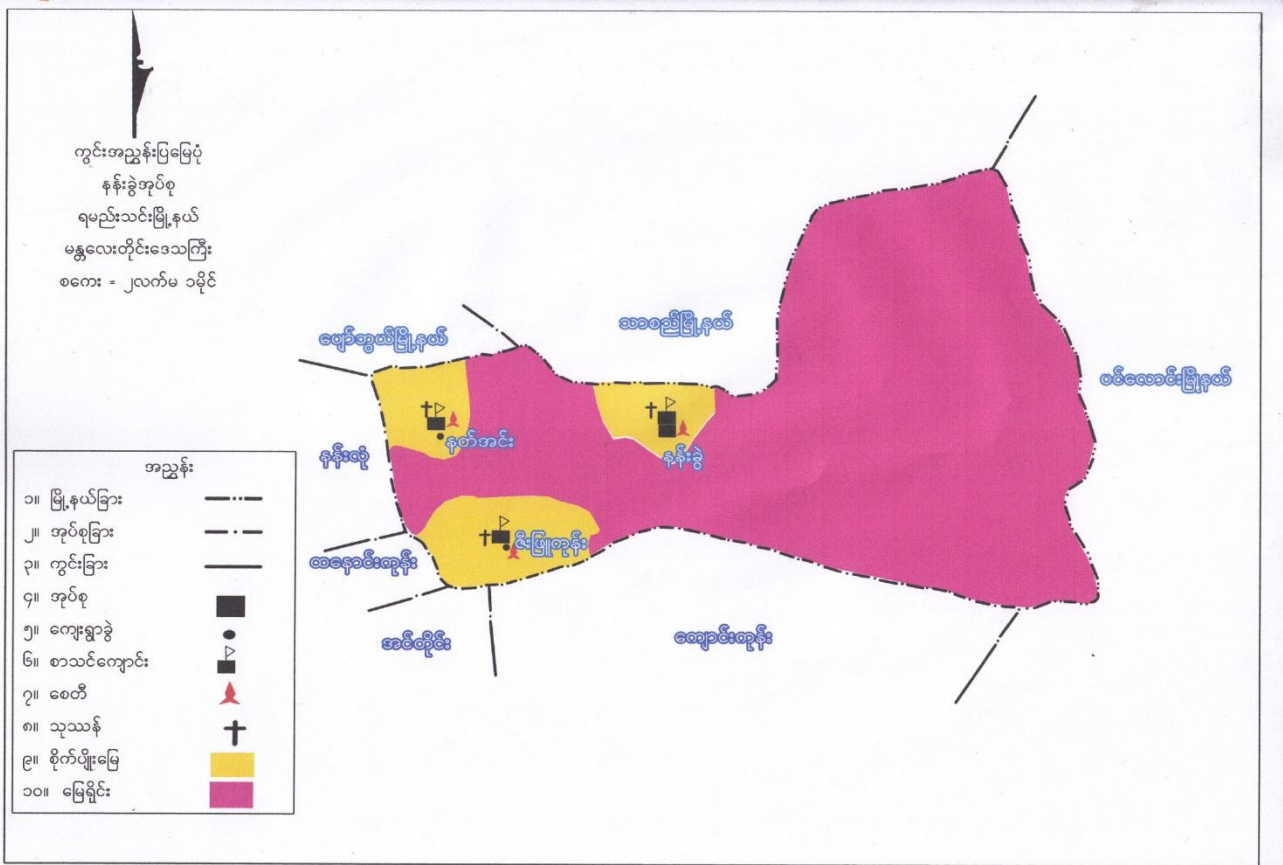 ကွင်းအညွှန်းပြမြေပုံ
နန်းခွဲအုပ်စု
ရမည်းသင်းမြို့နယ်
မန္တလေးတိုင်းဒေသကြီး
စကေး = ၂လက်မ ၁မိုင်
ပျော်ဘွယ်မြို့နယ်
သာစည်မြို့နယ်
ပင်လောင်းမြို့နယ်
နတ်အင်း
နန်းခွဲ
နန်းလို
ဇီးဖြူကုန်း
ထနောင်းကုန်း
အင်တိုင်း
ကျောင်းကုန်း
အညွှန်း
၁။ မြို့နယ်ခြား
၂။ အုပ်စုခြား
၃။ ကွင်းခြား
၄။ အုပ်စု
၅။ ကျေးရွာခွဲ
၆။ စာသင်ကျောင်း
၇။ စေတီ
၈။ သုဿန်
၉။ စိုက်ပျိုးမြေ
၁၀။ မြေရိုင်း